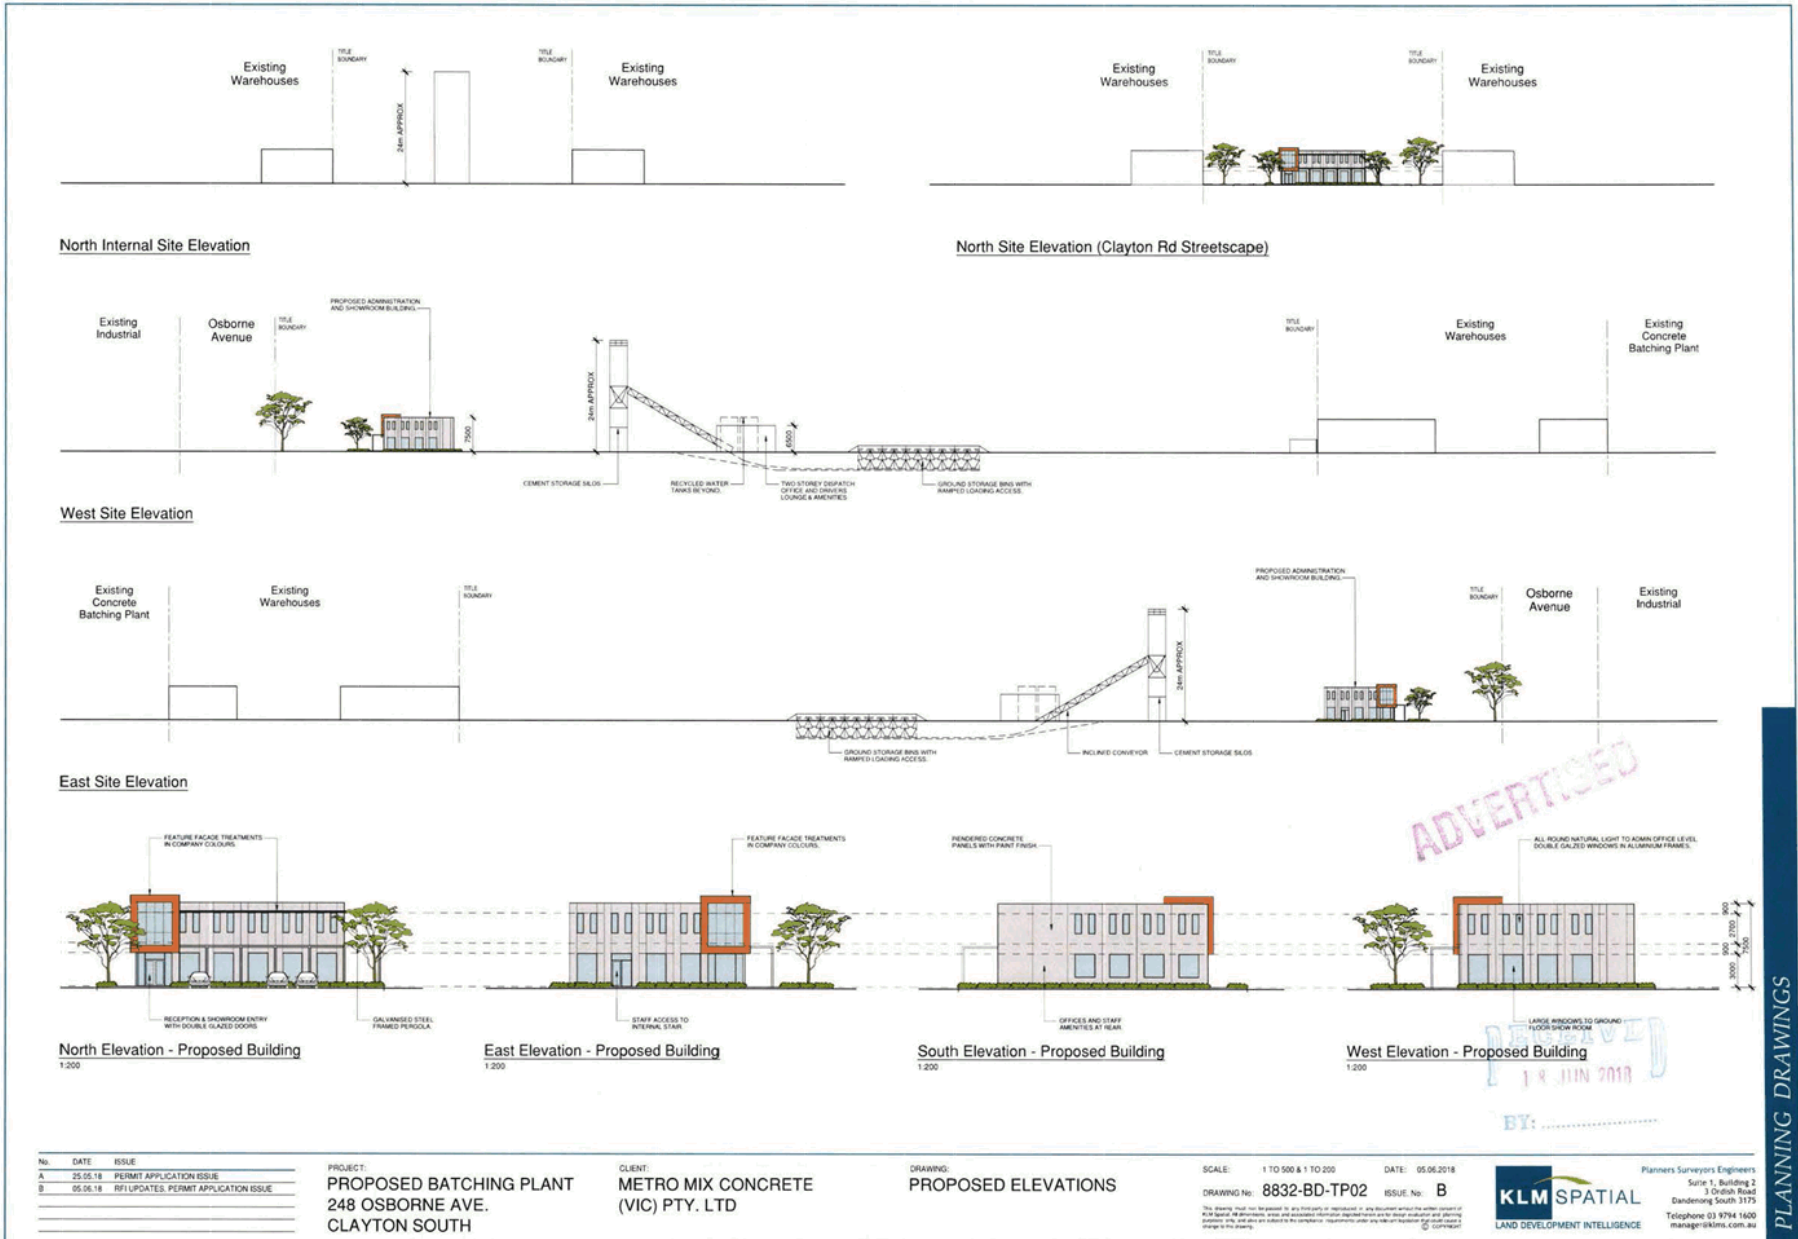 Existing
Warehouses
TITLE
BOUNDARY
24m APPROX
TITLE
BOUNDARY
Existing
Warehouses
North Internal Site Elevation
Existing
Warehouses
TITLE
BOUNDARY
TITLE
BOUNDARY
Existing
Warehouses
North Site Elevation (Clayton Rd Streetscape)
Existing
Industrial
Osborne
Avenue
TITLE
BOUNDARY
PROPOSED ADMINISTRATION
AND SHOWROOM BUILDING.
7500
24m APPROX
6500
CEMENT STORAGE SILOS
RECYCLED WATER
TANKS BEYOND.
TWO STOREY DISPATCH
OFFICE AND DRIVERS
LOUNGE & AMENITIES
GROUND STORAGE BINS WITH
RAMPED LOADING ACCESS.
TITLE
BOUNDARY
Existing
Warehouses
Existing
Concrete
Batching Plant
West Site Elevation
Existing
Concrete
Batching Plant
Existing
Warehouses
TITLE
BOUNDARY
GROUND STORAGE BINS WITH
RAMPED LOADING ACCESS.
INCLINED CONVEYOR
CEMENT STORAGE SILOS
24m APPROX
PROPOSED ADMINISTRATION
AND SHOWROOM BUILDING.
TITLE
BOUNDARY
Osborne
Avenue
Existing
Industrial
East Site Elevation
ADVERTISED
FEATURE FACADE TREATMENTS
IN COMPANY COLOURS.
RECEPTION & SHOWROOM ENTRY
WITH DOUBLE GLAZED DOORS
GALVANISED STEEL
FRAMED PERGOLA.
North Elevation - Proposed Building
1:200
FEATURE FACADE TREATMENTS
IN COMPANY COLOURS.
STAFF ACCESS TO
INTERNAL STAIR.
East Elevation - Proposed Building
1:200
RENDERED CONCRETE
PANELS WITH PAINT FINISH.
OFFICES AND STAFF
AMENITIES AT REAR.
South Elevation - Proposed Building
1:200
ALL ROUND NATURAL LIGHT TO ADMIN OFFICE LEVEL
DOUBLE GALZED WINDOWS IN ALUMINIUM FRAMES.
900
2700
900
3000
7500
LARGE WINDOWS TO GROUND
FLOOR SHOW ROOM.
West Elevation - Proposed Building
1:200
RECEIVED
18 JUN 2018
BY:
PLANNING DRAWINGS
No. DATE ISSUE
A 25.05.18 PERMIT APPLICATION ISSUE
B 05.06.18 RFI UPDATES. PERMIT APPLICATION ISSUE
PROJECT:
PROPOSED BATCHING PLANT
248 OSBORNE AVE.
CLAYTON SOUTH
CLIENT:
METRO MIX CONCRETE
(VIC) PTY. LTD
DRAWING:
PROPOSED ELEVATIONS
SCALE: 1 TO 500 & 1 TO 200 DATE: 05.06.2018
DRAWING No: 8832-BD-TP02 ISSUE. No: B
© COPYRIGHT
KLM SPATIAL
LAND DEVELOPMENT INTELLIGENCE
Planners Surveyors Engineers
Suite 1, Building 2
3 Ordish Road
Dandenong South 3175
Telephone 03 9794 1600
manager@klms.com.au